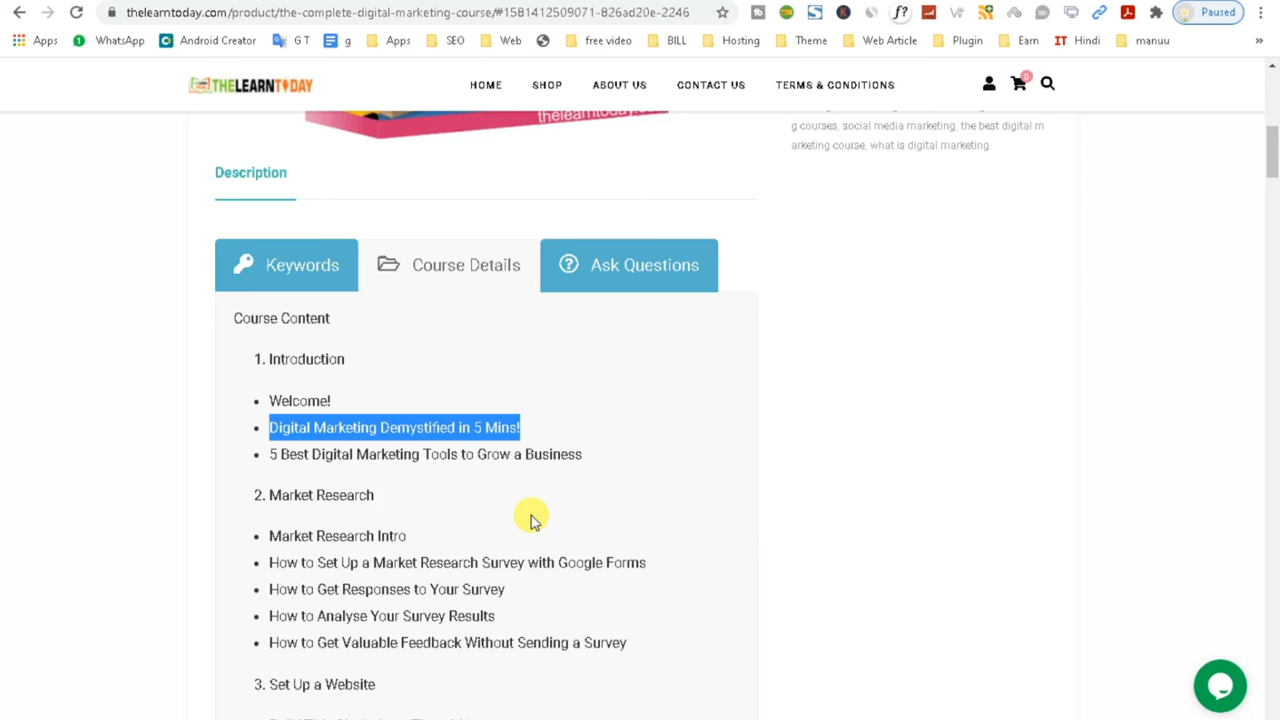 thelearntoday.com/product/the-complete-digital-marketing-course/#1581412509071-826ad20e-2246
Paused
Apps WhatsApp Android Creator G T g Apps SEO Web free video BILL Hosting Theme Web Article Plugin Earn IT Hindi manuu »
THELEARNTODAY HOME SHOP ABOUT US CONTACT US TERMS & CONDITIONS 0
thelearntoday.com
g courses, social media marketing, the best digital m
arketing course, what is digital marketing
Description
Keywords Course Details Ask Questions
Course Content
1. Introduction
• Welcome!
• Digital Marketing Demystified in 5 Mins!
• 5 Best Digital Marketing Tools to Grow a Business
2. Market Research
• Market Research Intro
• How to Set Up a Market Research Survey with Google Forms
• How to Get Responses to Your Survey
• How to Analyse Your Survey Results
• How to Get Valuable Feedback Without Sending a Survey
3. Set Up a Website